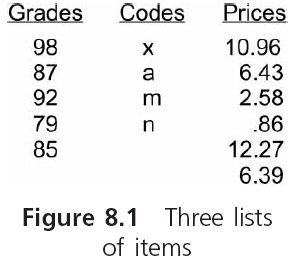 Grades Codes Prices
98 x 10.96
87 a 6.43
92 m 2.58
79 n .86
85 12.27
6.39
Figure 8.1 Three lists
of items